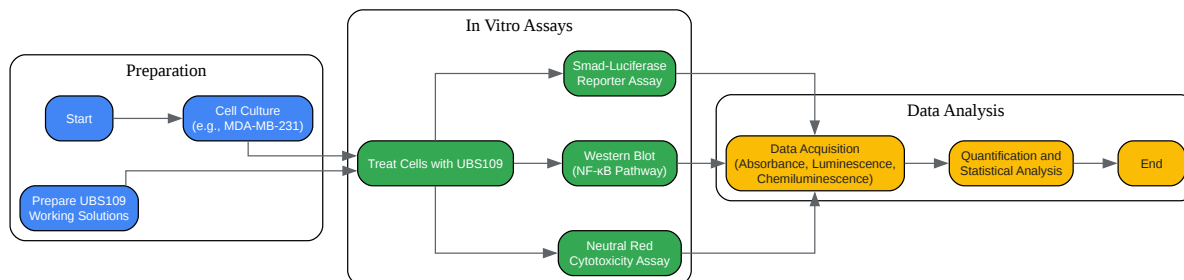 Preparation
Start
Cell Culture
(e.g., MDA-MB-231)
Prepare UBS109
Working Solutions
In Vitro Assays
Treat Cells with UBS109
Smad-Luciferase
Reporter Assay
Western Blot
(NF-κB Pathway)
Neutral Red
Cytotoxicity Assay
Data Analysis
Data Acquisition
(Absorbance, Luminescence,
Chemiluminescence)
Quantification and
Statistical Analysis
End